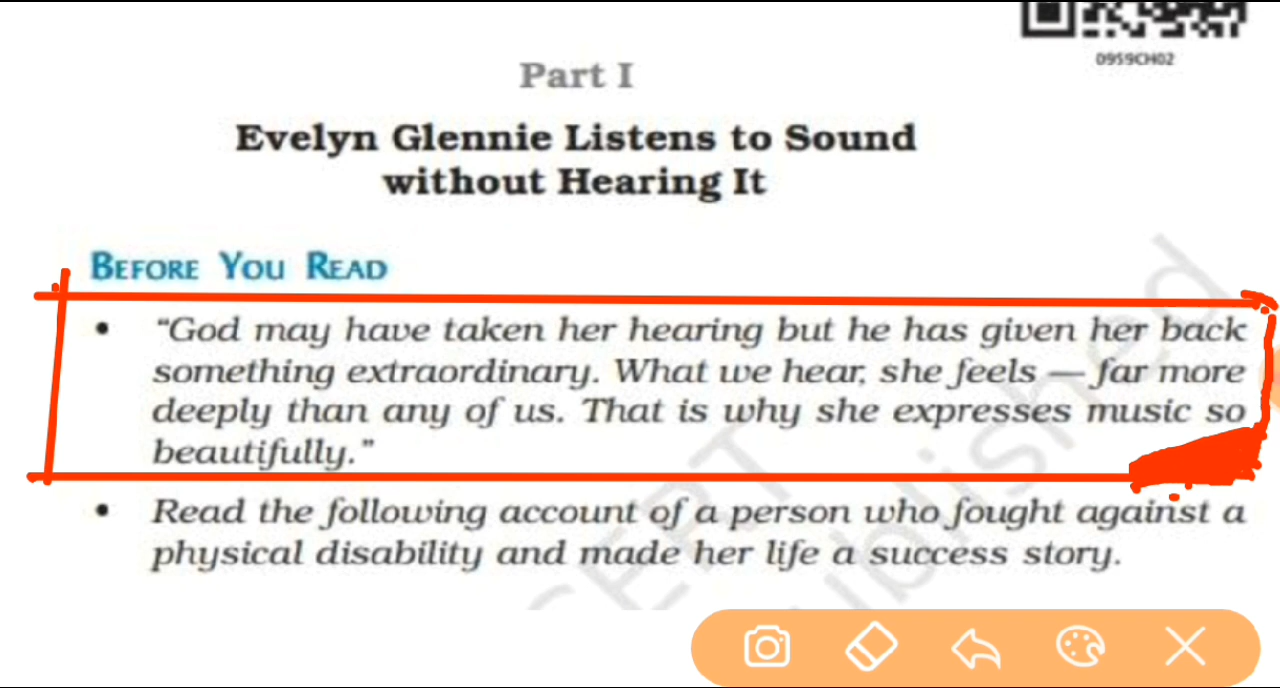 0959CH02
Part I
Evelyn Glennie Listens to Sound
without Hearing It
BEFORE YOU READ
• “God may have taken her hearing but he has given her back
something extraordinary. What we hear, she feels — far more
deeply than any of us. That is why she expresses music so
beautifully.”
• Read the following account of a person who fought against a
physical disability and made her life a success story.